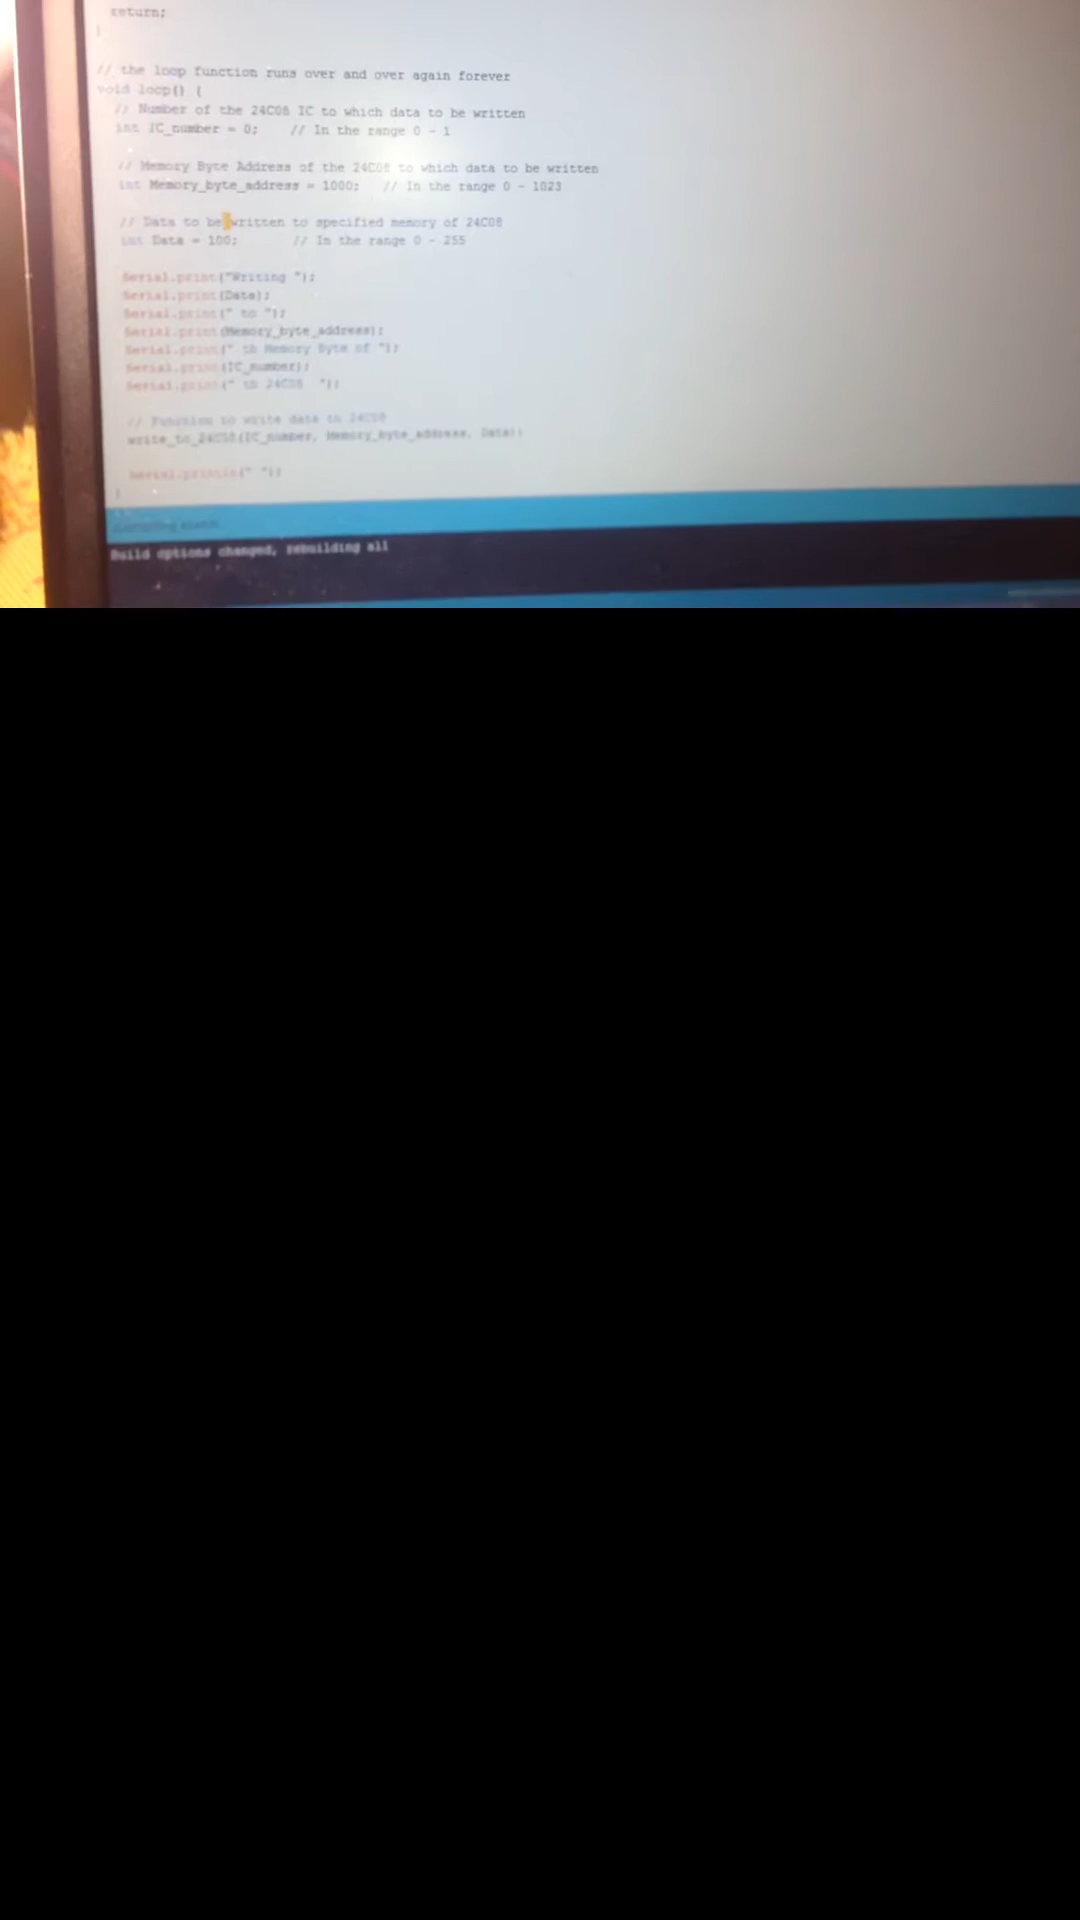 return;
}
// the loop function runs over and over again forever
void loop() {
// Number of the 24C08 IC to which data to be written
int IC_number = 0; // In the range 0 - 1
// Memory Byte Address of the 24C08 to which data to be written
int Memory_byte_address = 1000; // In the range 0 - 1023
// Data to be written to specified memory of 24C08
int Data = 100; // In the range 0 - 255
Serial.print("Writing ");
Serial.print(Data);
Serial.print(" to ");
Serial.print(Memory_byte_address);
Serial.print(" th Memory Byte of ");
Serial.print(IC_number);
Serial.print(" th 24C08  ");
// Function to write data to 24C08
write_to_24C08(IC_number, Memory_byte_address, Data);
Serial.println(" ");
}
Compiling sketch
Build options changed, rebuilding all